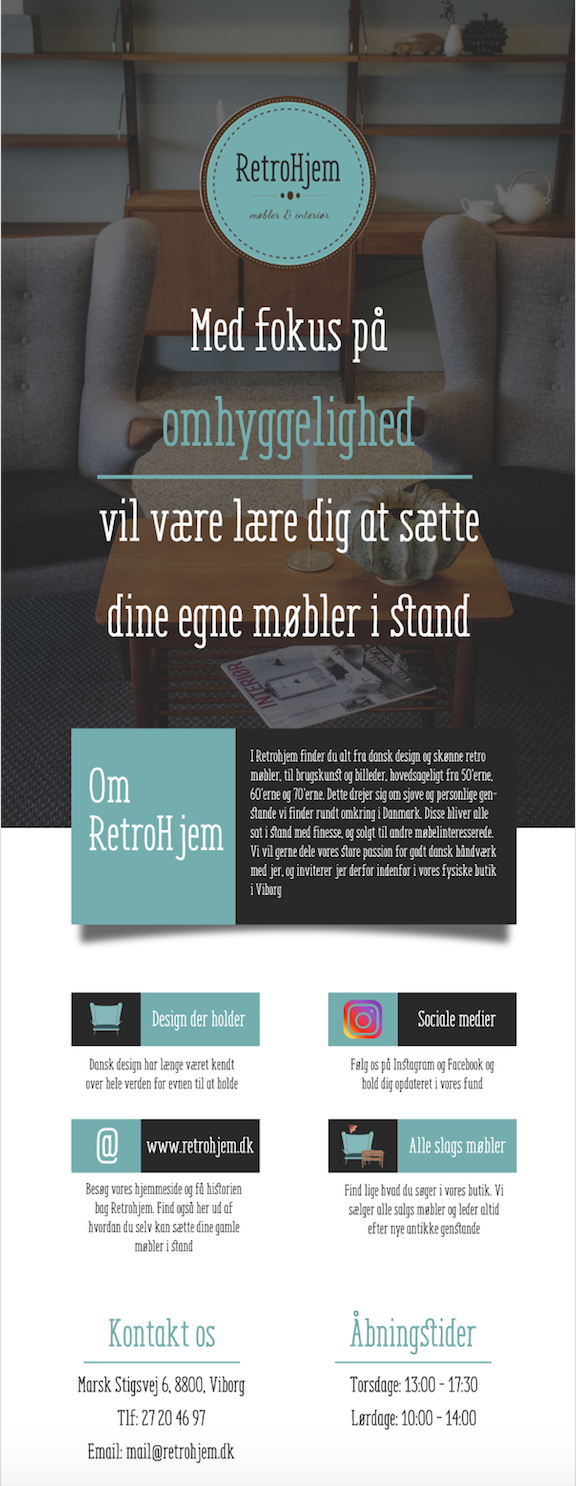 RetroHjem
møbler & interiør
Med fokus på
omhyggelighed
vil være lære dig at sætte
dine egne møbler i stand
INTERIØR
Om
RetroHjem
I Retrohjem finder du alt fra dansk design og skønne retro
møbler, til brugskunst og billeder, hovedsageligt fra 50'erne,
60'erne og 70'erne. Dette drejer sig om sjove og personlige gen-
stande vi finder rundt omkring i Danmark. Disse bliver alle
sat i stand med finesse, og solgt til andre møbelinteresserede.
Vi vil gerne dele vores store passion for godt dansk håndværk
med jer, og inviterer jer derfor indenfor i vores fysiske butik
i Viborg
Design der holder
Dansk design har længe været kendt
over hele verden for evnen til at holde
Sociale medier
Følg os på Instagram og Facebook og
hold dig opdateret i vores fund
@ www.retrohjem.dk
Besøg vores hjemmeside og få historien
bag Retrohjem. Find også her ud af
hvordan du selv kan sætte dine gamle
møbler i stand
Alle slags møbler
Find lige hvad du søger i vores butik. Vi
sælger alle salgs møbler og leder altid
efter nye antikke genstande
Kontakt os
Marsk Stigsvej 6, 8800, Viborg
Tlf: 27 20 46 97
Email: mail@retrohjem.dk
Åbningstider
Torsdage: 13:00 - 17:30
Lørdage: 10:00 - 14:00